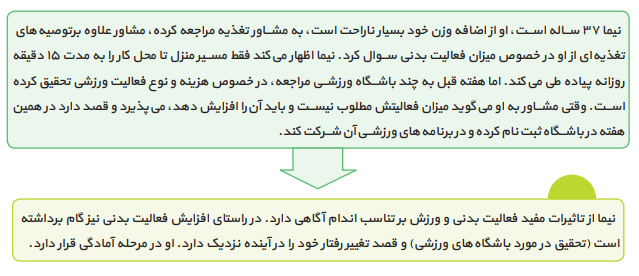 نیما ۳۷ ساله است، او از اضافه وزن خود بسیار ناراحت است، به مشاور تغذیه مراجعه کرده، مشاور علاوه برتوصیه های
تغذیه‌ای از او در خصوص میزان فعالیت بدنی سوال کرد. نیما اظهار می‌کند فقط مسیر منزل تا محل کار را به مدت ۱۵ دقیقه
روزانه پیاده طی می‌کند. اما هفته قبل به چند باشگاه ورزشی مراجعه، در خصوص هزینه و نوع فعالیت ورزشی تحقیق کرده
است. وقتی مشاور به او می گوید میزان فعالیتش مطلوب نیست و باید آن را افزایش دهد، می پذیرد و قصد دارد در همین
هفته در باشگاه ثبت نام کرده و در برنامه های ورزشی آن شرکت کند.
نیما از تاثیرات مفید فعالیت بدنی و ورزش بر تناسب اندام آگاهی دارد. در راستای افزایش فعالیت بدنی نیز گام برداشته
است (تحقیق در مورد باشگاه های ورزشی) و قصد تغییر رفتار خود را در آینده نزدیک دارد. او در مرحله آمادگی قرار دارد.